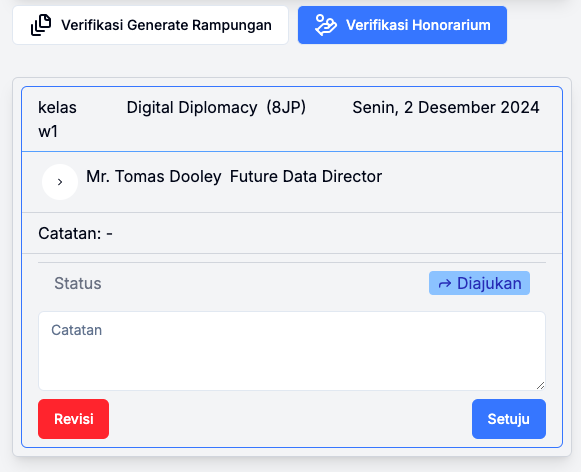 Verifikasi Generate Rampungan
Verifikasi Honorarium
kelas w1
Digital Diplomacy (8JP)
Senin, 2 Desember 2024
Mr. Tomas Dooley Future Data Director
Catatan: -
Status
Diajukan
Catatan
Revisi
Setuju